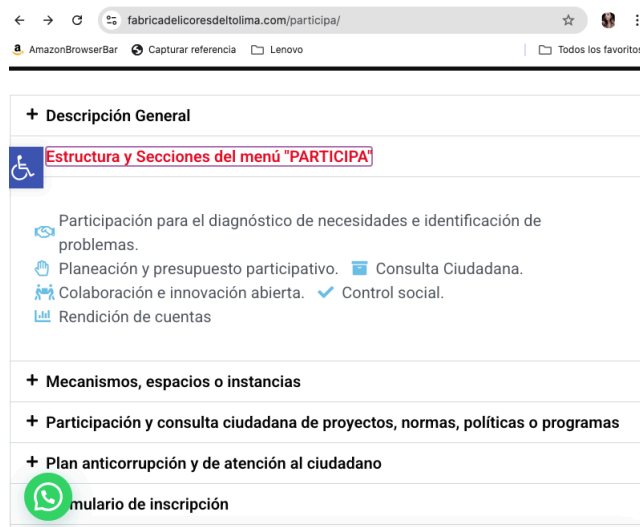 fabricadelicoresdeltolima.com/participa/
AmazonBrowserBar Capturar referencia Lenovo Todos los favoritos
+ Descripción General
Estructura y Secciones del menú "PARTICIPA"
Participación para el diagnóstico de necesidades e identificación de
problemas.
Planeación y presupuesto participativo. Consulta Ciudadana.
Colaboración e innovación abierta. Control social.
Rendición de cuentas
+ Mecanismos, espacios o instancias
+ Participación y consulta ciudadana de proyectos, normas, políticas o programas
+ Plan anticorrupción y de atención al ciudadano
mulario de inscripción